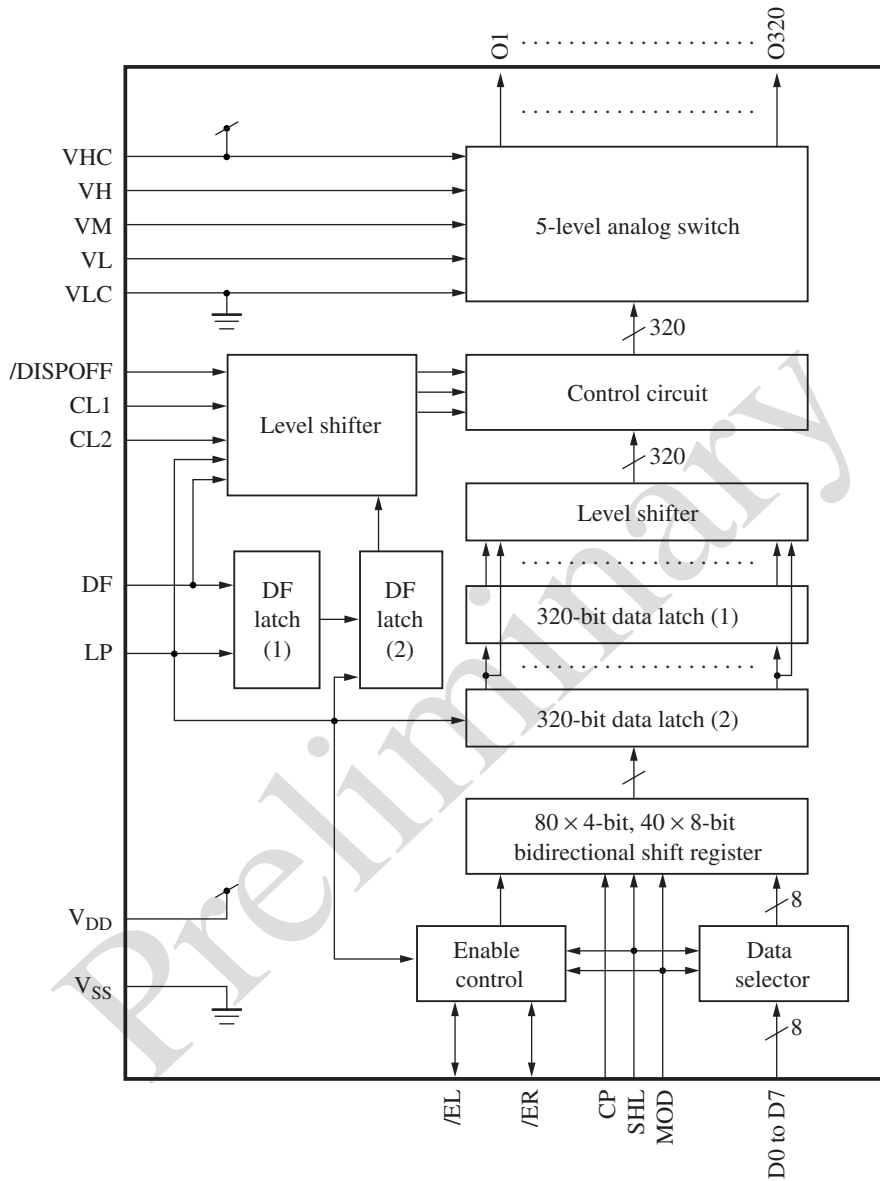 O1
O320
VHC
VH
VM
VL
VLC
5-level analog switch
320
/DISPOFF
CL1
CL2
Level shifter
Control circuit
320
Level shifter
DF
LP
DF
latch
(1)
DF
latch
(2)
320-bit data latch (1)
320-bit data latch (2)
80 × 4-bit, 40 × 8-bit
bidirectional shift register
8
VDD
VSS
Enable
control
Data
selector
8
/EL
/ER
CP
SHL
MOD
D0 to D7
Preliminary